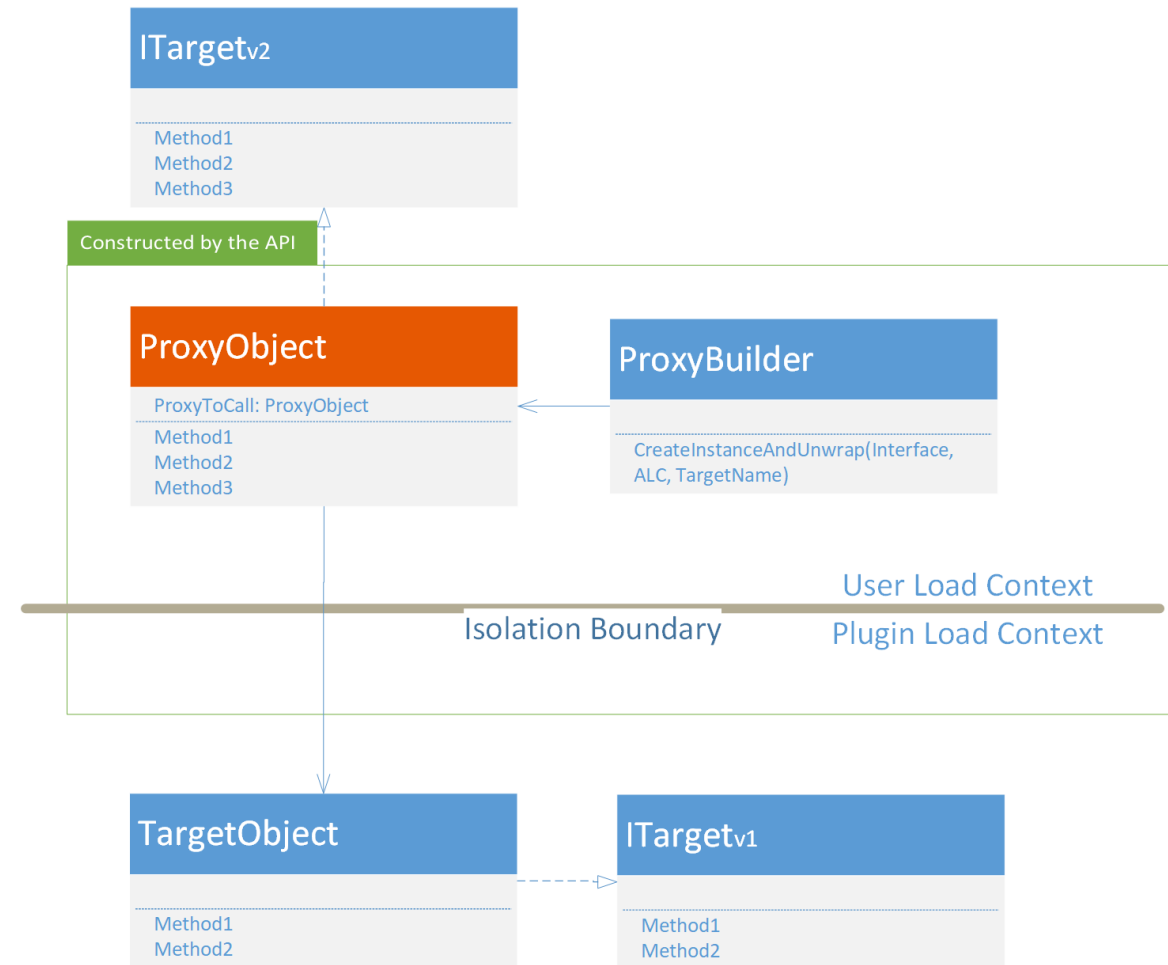 ITargetv2
Method1
Method2
Method3
Constructed by the API
ProxyObject
ProxyToCall: ProxyObject
Method1
Method2
Method3
ProxyBuilder
CreateInstanceAndUnwrap(Interface,
ALC, TargetName)
User Load Context
Isolation Boundary
Plugin Load Context
TargetObject
Method1
Method2
ITargetv1
Method1
Method2